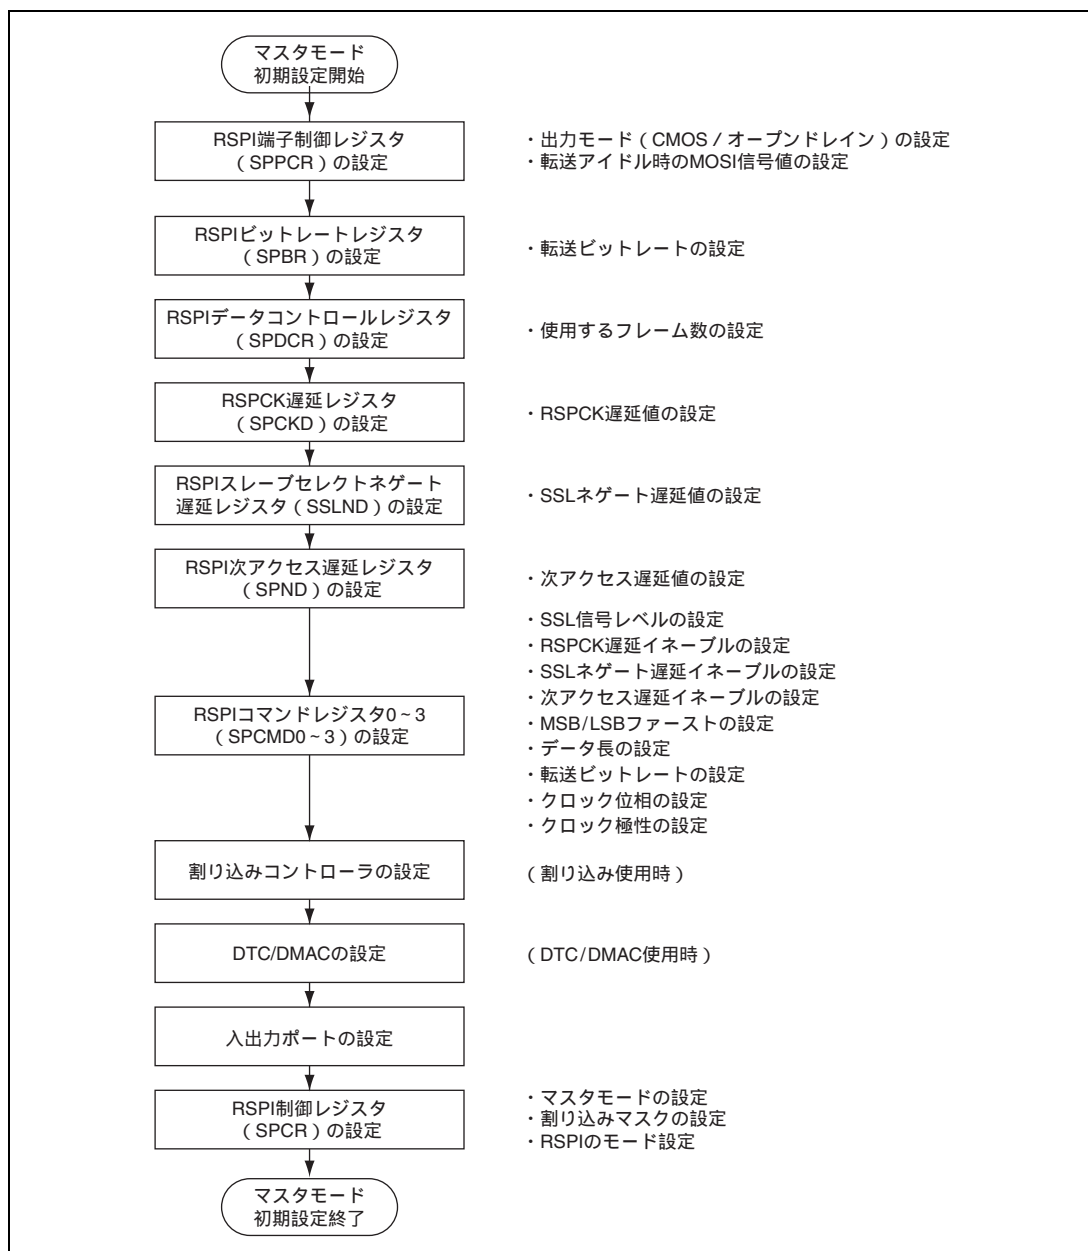 マスタモード
初期設定開始
RSPI端子制御レジスタ
(SPPCR)の設定
・出力モード(CMOS / オープンドレイン)の設定
・転送アイドル時のMOSI信号値の設定
RSPIビットレートレジスタ
(SPBR)の設定
・転送ビットレートの設定
RSPIデータコントロールレジスタ
(SPDCR)の設定
・使用するフレーム数の設定
RSPCK遅延レジスタ
(SPCKD)の設定
・RSPCK遅延値の設定
RSPIスレーブセレクトネゲート
遅延レジスタ(SSLND)の設定
・SSLネゲート遅延値の設定
RSPI次アクセス遅延レジスタ
(SPND)の設定
・次アクセス遅延値の設定
RSPIコマンドレジスタ0~3
(SPCMD0~3)の設定
・SSL信号レベルの設定
・RSPCK遅延イネーブルの設定
・SSLネゲート遅延イネーブルの設定
・次アクセス遅延イネーブルの設定
・MSB/LSBファーストの設定
・データ長の設定
・転送ビットレートの設定
・クロック位相の設定
・クロック極性の設定
割り込みコントローラの設定
(割り込み使用時)
DTC/DMACの設定
(DTC/DMAC使用時)
入出力ポートの設定
RSPI制御レジスタ
(SPCR)の設定
・マスタモードの設定
・割り込みマスクの設定
・RSPIのモード設定
マスタモード
初期設定終了